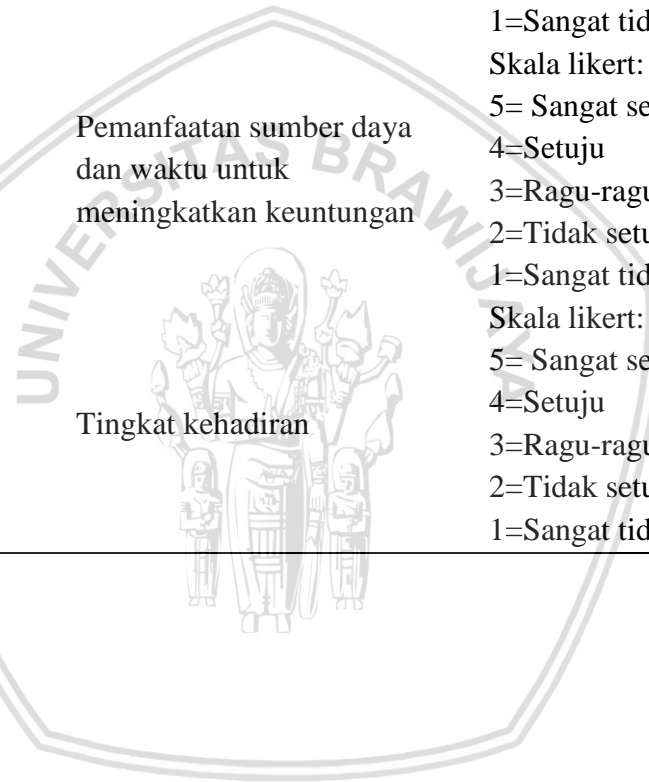 1=Sangat tid
Skala likert:
5= Sangat se
4=Setuju
3=Ragu-ragu
2=Tidak setu
1=Sangat tid
Pemanfaatan sumber daya
dan waktu untuk
meningkatkan keuntungan
Skala likert:
5= Sangat se
4=Setuju
3=Ragu-ragu
2=Tidak setu
1=Sangat tid
Tingkat kehadiran
UNIVERSITAS BRAWIJAYA